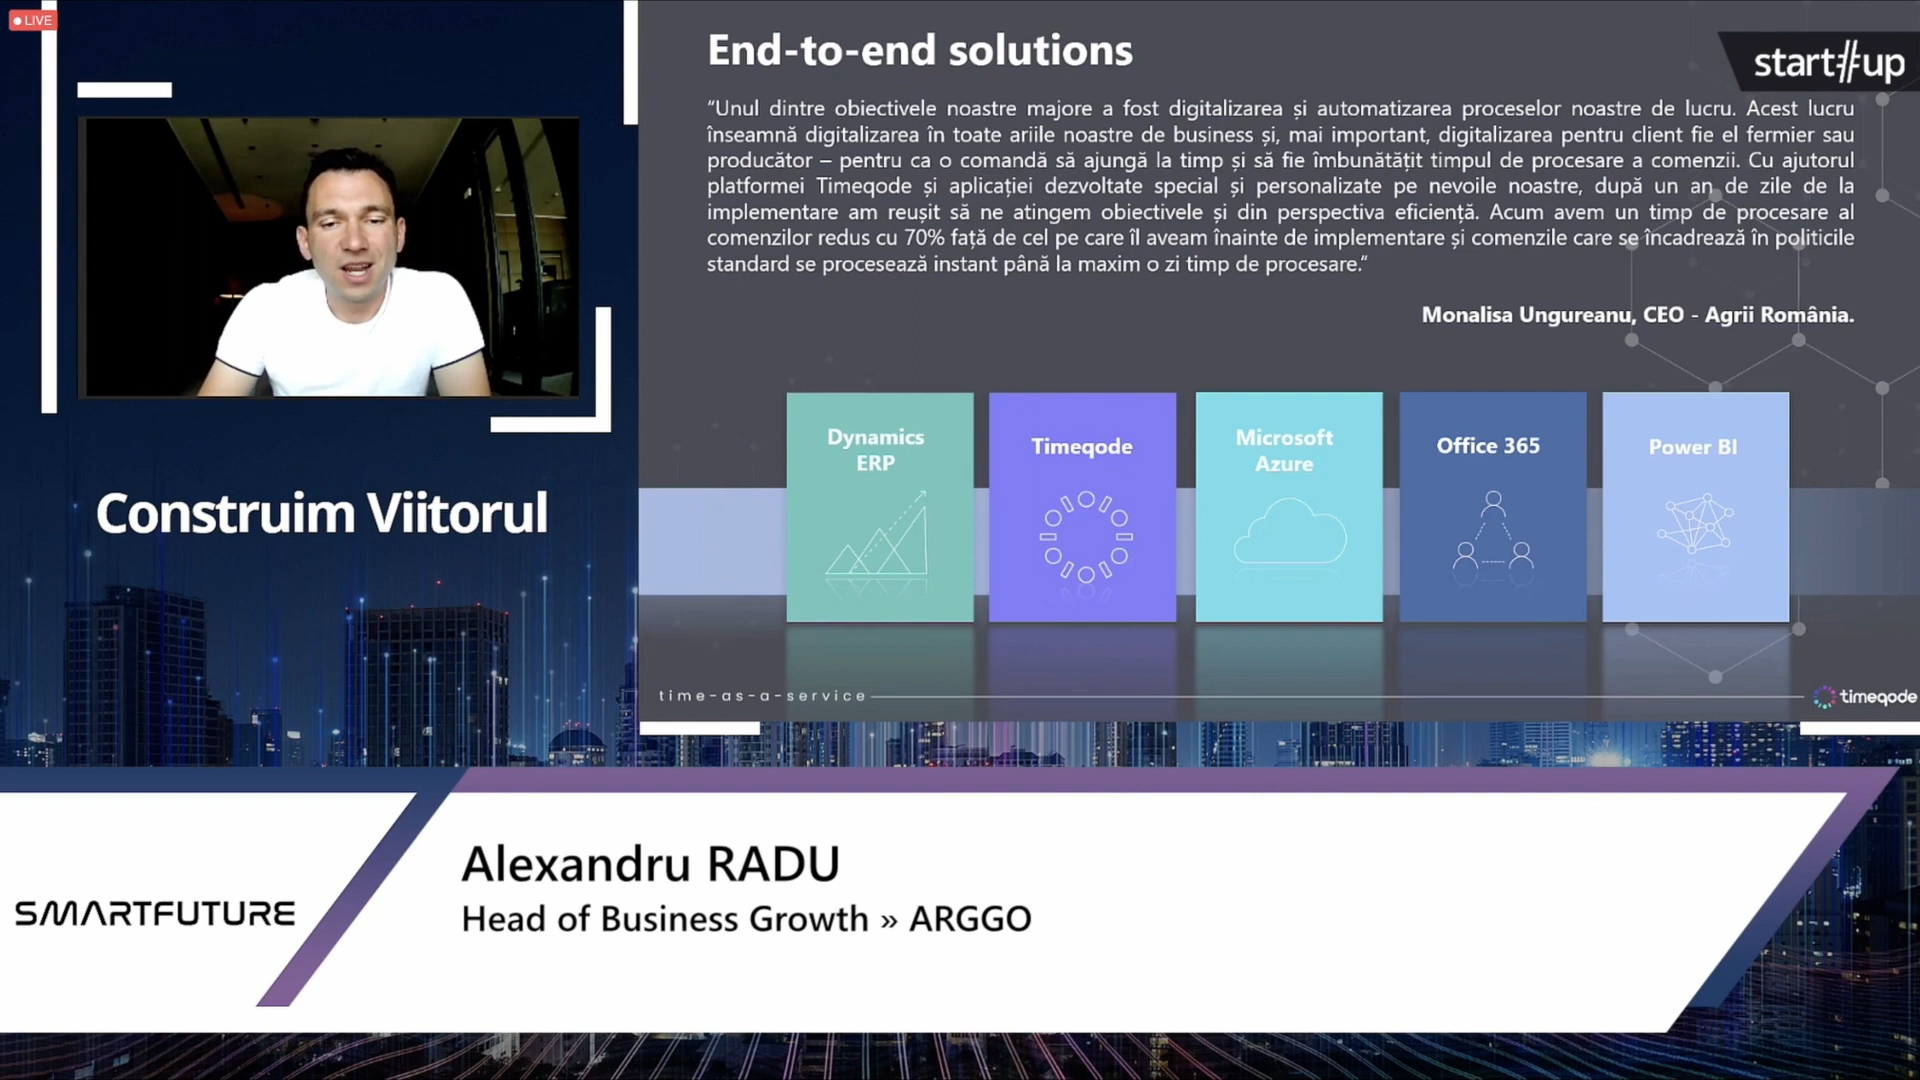 LIVE
End-to-end solutions
start#up
“Unul dintre obiectivele noastre majore a fost digitalizarea și automatizarea proceselor noastre de lucru. Acest lucru
înseamnă digitalizarea în toate ariile noastre de business și, mai important, digitalizarea pentru client fie el fermier sau
producător – pentru ca o comandă să ajungă la timp și să fie îmbunătățit timpul de procesare a comenzii. Cu ajutorul
platformei Timeqode și aplicației dezvoltate special și personalizate pe nevoile noastre, după un an de zile de la
implementare am reușit să ne atingem obiectivele și din perspectiva eficiență. Acum avem un timp de procesare al
comenzilor redus cu 70% față de cel pe care îl aveam înainte de implementare și comenzile care se încadrează în politicile
standard se procesează instant până la maxim o zi timp de procesare.“
Monalisa Ungureanu, CEO - Agrii România.
Dynamics
ERP
Timeqode
Microsoft
Azure
Office 365
Power BI
Construim Viitorul
time-as-a-service
timeqode
SMARTFUTURE
Alexandru RADU
Head of Business Growth » ARGGO